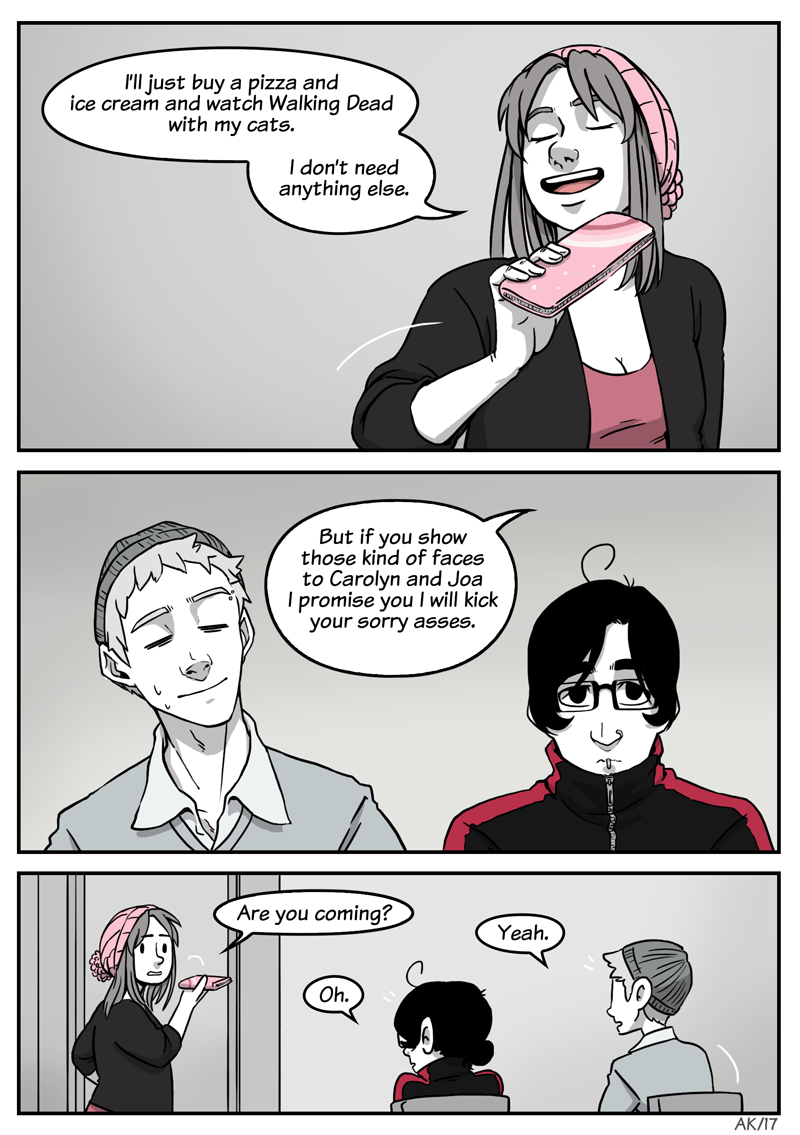 I'll just buy a pizza and
ice cream and watch Walking Dead
with my cats.
I don't need
anything else.
But if you show
those kind of faces
to Carolyn and Joa
I promise you I will kick
your sorry asses.
Are you coming?
Yeah.
Oh.
AK/17